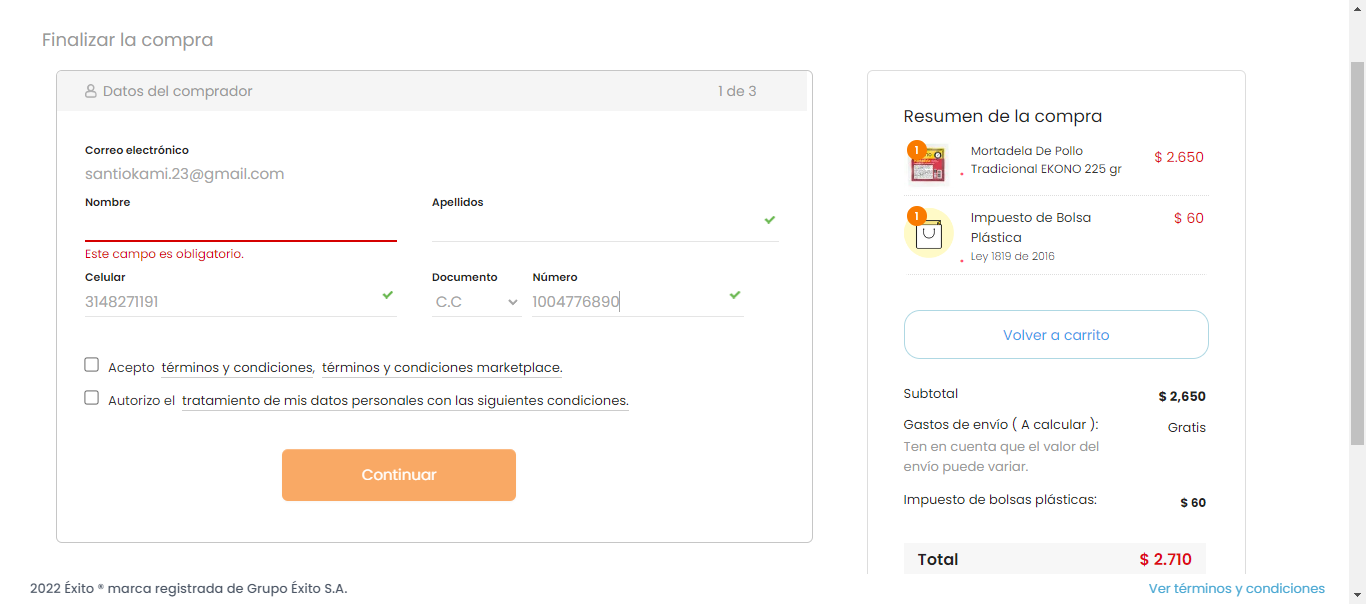 Finalizar la compra
Datos del comprador
1 de 3
Correo electrónico
santiokami.23@gmail.com
Nombre
Apellidos
Este campo es obligatorio.
Celular
Documento
Número
3148271191
C.C
1004776890
Acepto términos y condiciones, términos y condiciones marketplace.
Autorizo el tratamiento de mis datos personales con las siguientes condiciones.
Continuar
Resumen de la compra
1
Mortadela De Pollo
Tradicional EKONO 225 gr
$ 2.650
1
Impuesto de Bolsa
Plástica
Ley 1819 de 2016
$ 60
Volver a carrito
Subtotal
$ 2,650
Gastos de envío ( A calcular ):
Gratis
Ten en cuenta que el valor del
envío puede variar.
Impuesto de bolsas plásticas:
$ 60
Total
$ 2.710
2022 Éxito ® marca registrada de Grupo Éxito S.A.
Ver términos y condiciones